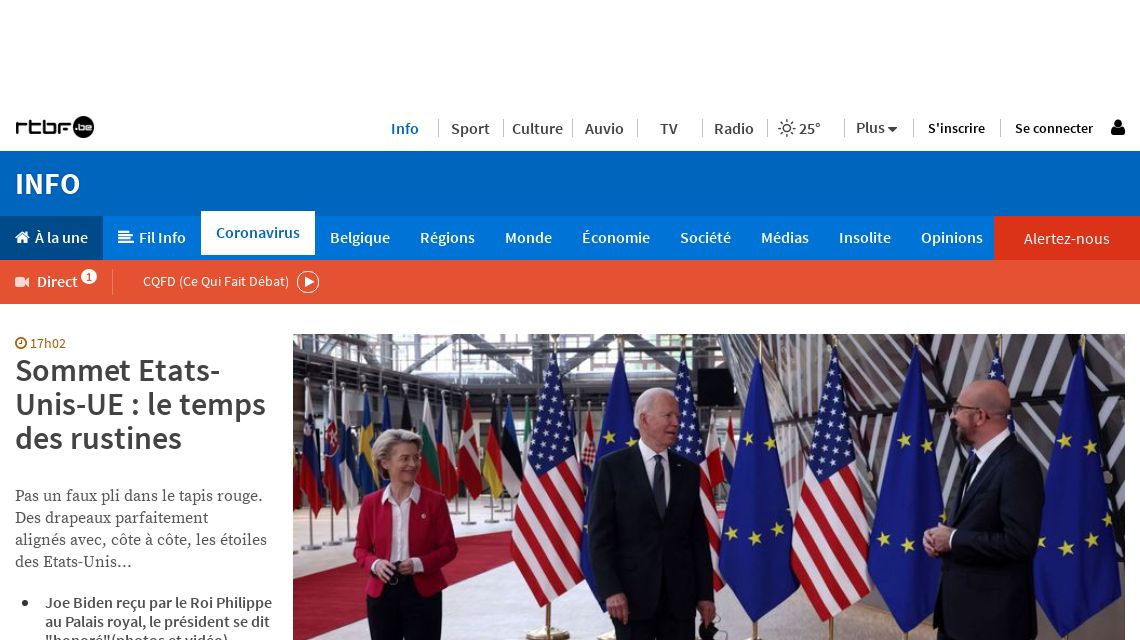 rtbf.be
Info
Sport
Culture
Auvio
TV
Radio
25°
Plus
S'inscrire
Se connecter
INFO
À la une
Fil Info
Coronavirus
Belgique
Régions
Monde
Économie
Société
Médias
Insolite
Opinions
Alertez-nous
Direct 1
CQFD (Ce Qui Fait Débat)
17h02
Sommet Etats-
Unis-UE : le temps
des rustines
Pas un faux pli dans le tapis rouge.
Des drapeaux parfaitement
alignés avec, côte à côte, les étoiles
des Etats-Unis...
Joe Biden reçu par le Roi Philippe
au Palais royal, le président se dit
"honoré"(photos et vidéo)